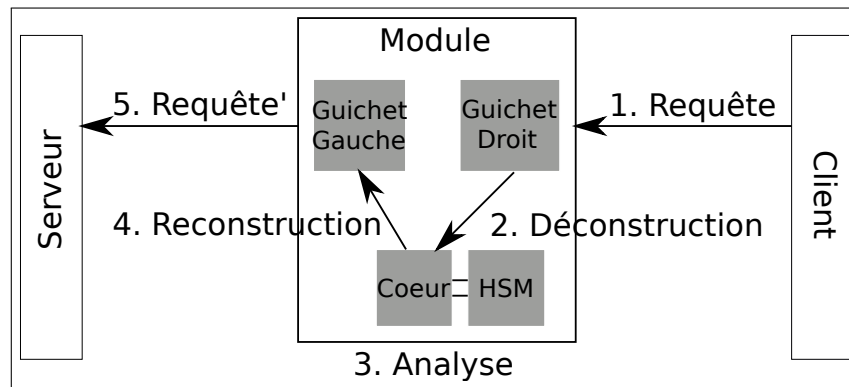 Module
Serveur
5. Requête'
Guichet
Gauche
Guichet
Droit
1. Requête
Client
4. Reconstruction
2. Déconstruction
Coeur
HSM
3. Analyse